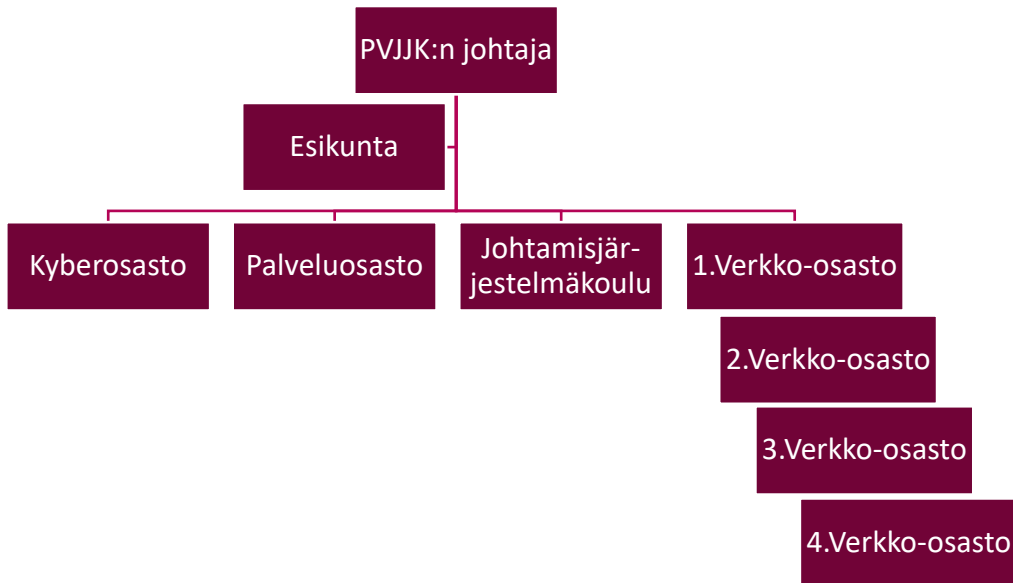 PVJJK:n johtaja
Esikunta
Kyberosasto
Palveluosasto
Johtamisjär-
jestelmäkoulu
1.Verkko-osasto
2.Verkko-osasto
3.Verkko-osasto
4.Verkko-osasto